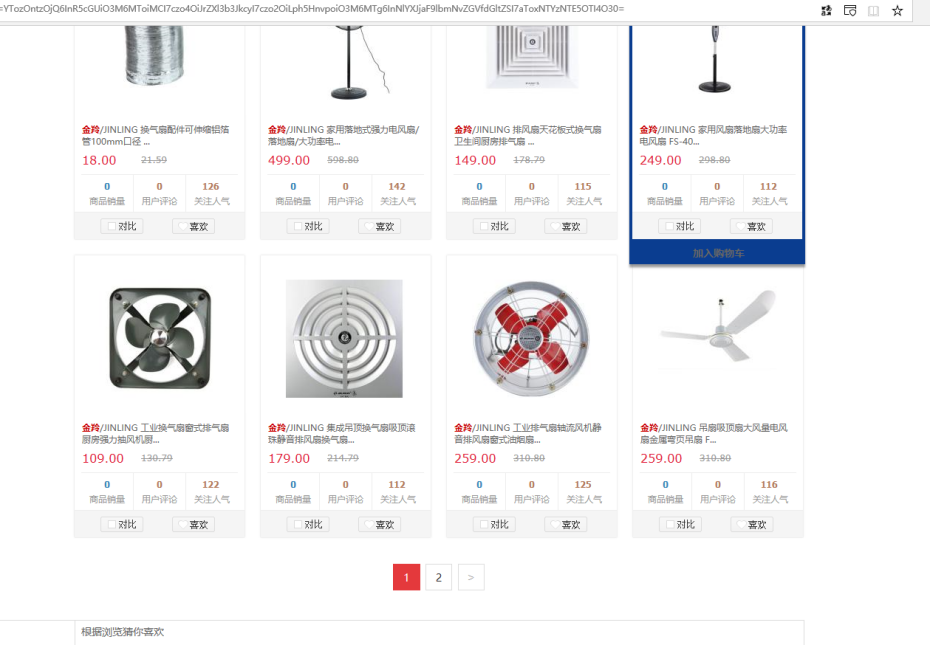 金羚/JINLING 换气扇配件可伸缩铝箔
管100mm口径 ...
18.00 21.59
0 0 126
商品销量 用户评论 关注人气
对比 喜欢
金羚/JINLING 家用落地式强力电风扇/
落地扇/大功率电...
499.00 598.80
0 0 142
商品销量 用户评论 关注人气
对比 喜欢
金羚/JINLING 排风扇天花板式换气扇
卫生间厨房排气扇 ...
149.00 178.79
0 0 115
商品销量 用户评论 关注人气
对比 喜欢
金羚/JINLING 家用风扇落地扇大功率
电风扇 FS-40...
249.00 298.80
0 0 112
商品销量 用户评论 关注人气
对比 喜欢
加入购物车
金羚/JINLING 工业换气扇窗式排气扇
厨房强力抽风机厨...
109.00 130.79
0 0 122
商品销量 用户评论 关注人气
对比 喜欢
金羚/JINLING 集成吊顶换气扇吸顶滚
珠静音排风扇换气扇...
179.00 214.79
0 0 112
商品销量 用户评论 关注人气
对比 喜欢
金羚/JINLING 工业排气扇轴流风机静
音排风扇窗式油烟扇...
259.00 310.80
0 0 125
商品销量 用户评论 关注人气
对比 喜欢
金羚/JINLING 吊扇吸顶扇大风量电风
扇金属弯页吊扇 F...
259.00 310.80
0 0 116
商品销量 用户评论 关注人气
对比 喜欢
1 2 >
根据浏览猜你喜欢